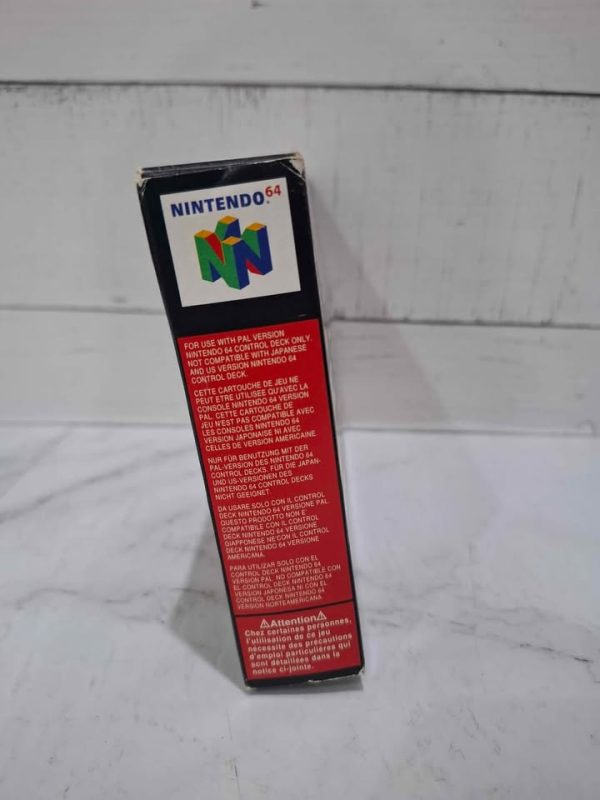 NINTENDO⁶⁴
FOR USE WITH PAL VERSION
NINTENDO 64 CONTROL DECK ONLY.
NOT COMPATIBLE WITH JAPANESE
AND US VERSION NINTENDO 64
CONTROL DECK.
CETTE CARTOUCHE DE JEU NE
PEUT ETRE UTILISEE QU'AVEC LA
CONSOLE NINTENDO 64 VERSION
PAL. CETTE CARTOUCHE DE
JEU N'EST PAS COMPATIBLE AVEC
LES CONSOLES NINTENDO 64
VERSION JAPONAISE NI AVEC
CELLES DE VERSION AMERICAINE.
NUR FÜR BENUTZUNG MIT DER
PAL-VERSION DES NINTENDO 64
CONTROL DECKS. FÜR DIE JAPAN-
UND US-VERSIONEN DES
NINTENDO 64 CONTROL DECKS
NICHT GEEIGNET.
DA USARE SOLO CON IL CONTROL
DECK NINTENDO 64 VERSIONE PAL.
QUESTO PRODOTTO NON E'
COMPATIBILE CON IL CONTROL
DECK NINTENDO 64 VERSIONE
GIAPPONESE NE'CON IL CONTROL
DECK NINTENDO 64 VERSIONE
AMERICANA.
PARA UTILIZAR SOLO CON EL
CONTROL DECK NINTENDO 64
VERSION PAL. NO COMPATIBLE CON
EL CONTROL DECK NINTENDO 64
VERSION JAPONESA NI CON EL
CONTROL DECK NINTENDO 64
VERSION NORTEAMERICANA.
⚠Attention⚠
Chez certaines personnes,
l'utilisation de ce jeu
nécessite des précautions
d'emploi particulières qui
sont détaillées dans la
notice ci-jointe.